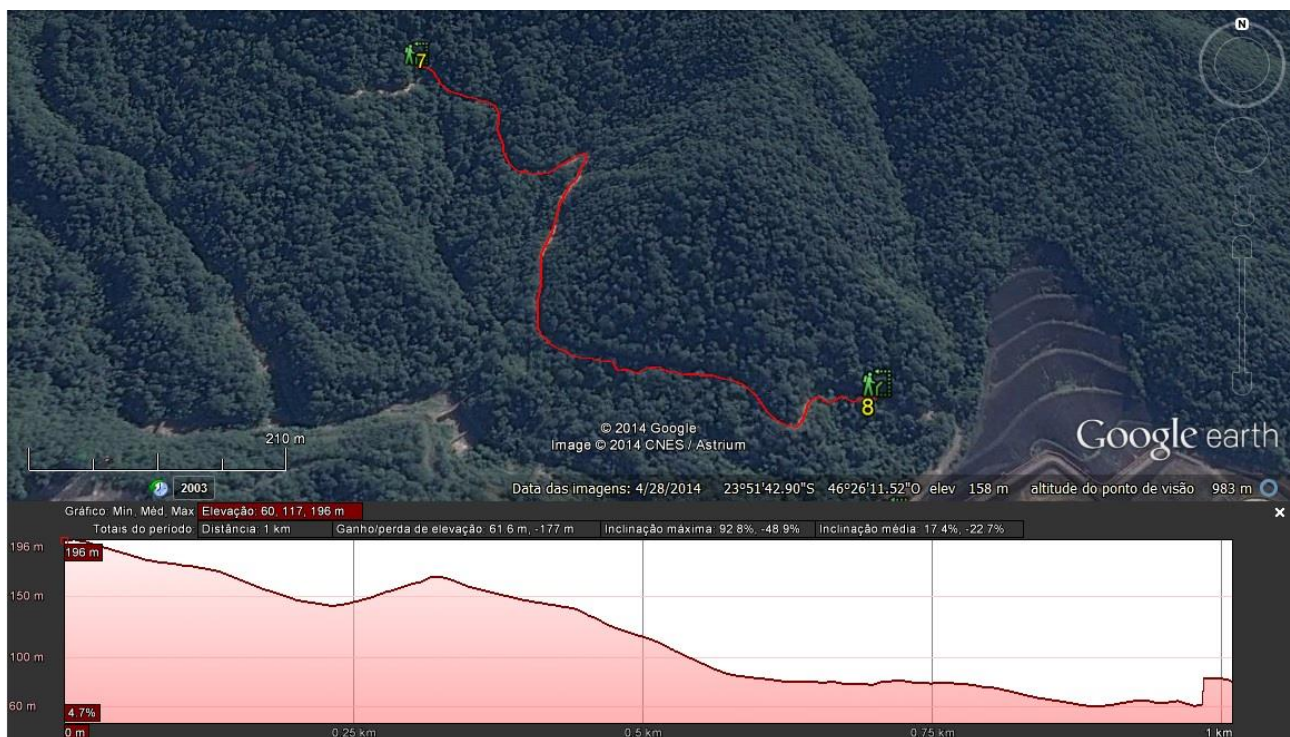 N
7
8
210 m
© 2014 Google
Image © 2014 CNES / Astrium
Google earth
2003
Data das imagens: 4/28/2014 23°51'42.90"S 46°26'11.52"O elev 158 m altitude do ponto de visão 983 m
Gráfico: Min, Méd, Max Elevação: 60, 117, 196 m
Totais do período: Distância: 1 km Ganho/perda de elevação: 61.6 m, -177 m Inclinação máxima: 92.8%, -48.9% Inclinação média: 17.4%, -22.7%
196 m
196 m
150 m
100 m
60 m
4.7%
0 m 0.25 km 0.5 km 0.75 km 1 km